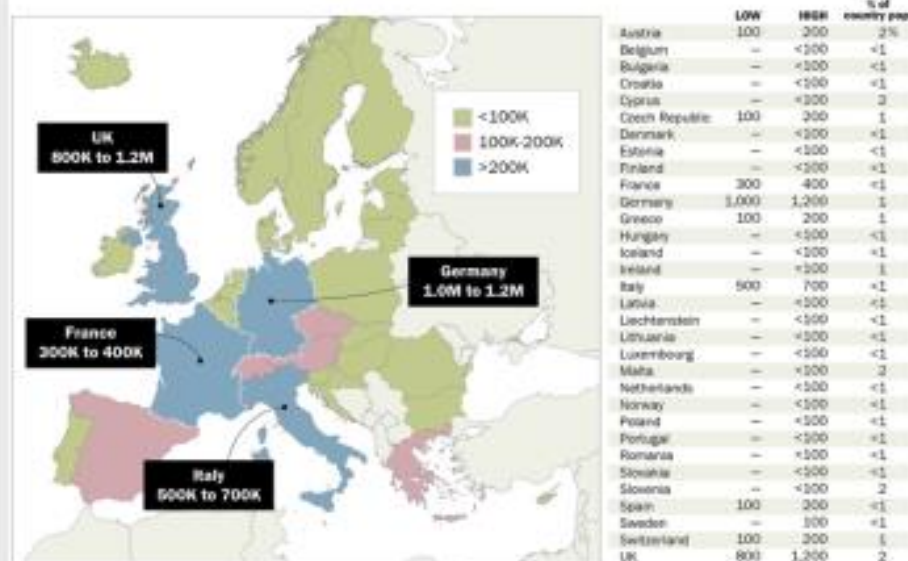 UK
800K to 1.2M
<100K
100K-200K
>200K
Germany
1.0M to 1.2M
France
300K to 400K
Italy
500K to 700K
LOW HIGH % of country pop
Austria 100 200 2%
Belgium – <100 <1
Bulgaria – <100 <1
Croatia – <100 <1
Cyprus – <100 2
Czech Republic 100 200 1
Denmark – <100 <1
Estonia – <100 <1
Finland – <100 <1
France 300 400 <1
Germany 1,000 1,200 1
Greece 100 200 1
Hungary – <100 <1
Iceland – <100 <1
Ireland – <100 1
Italy 500 700 <1
Latvia – <100 <1
Liechtenstein – <100 <1
Lithuania – <100 <1
Luxembourg – <100 <1
Malta – <100 2
Netherlands – <100 <1
Norway – <100 <1
Poland – <100 <1
Portugal – <100 <1
Romania – <100 <1
Slovakia – <100 <1
Slovenia – <100 2
Spain 100 200 <1
Sweden – 100 <1
Switzerland 100 200 1
UK 800 1,200 2